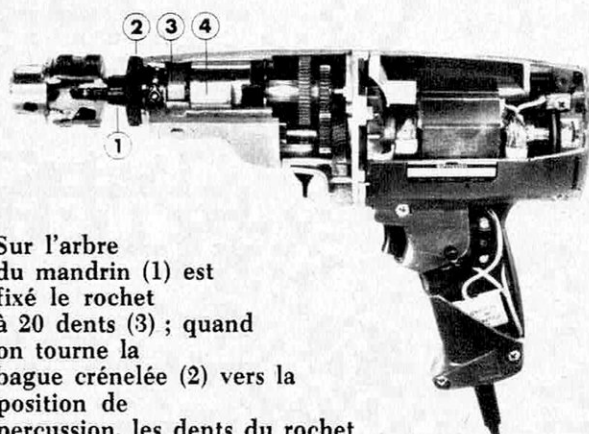 2 3 4
1
Sur l'arbre
du mandrin (1) est
fixé le rochet
à 20 dents (3) ; quand
on tourne la
bague crénelée (2) vers la
position de
percussion, les dents du rochet